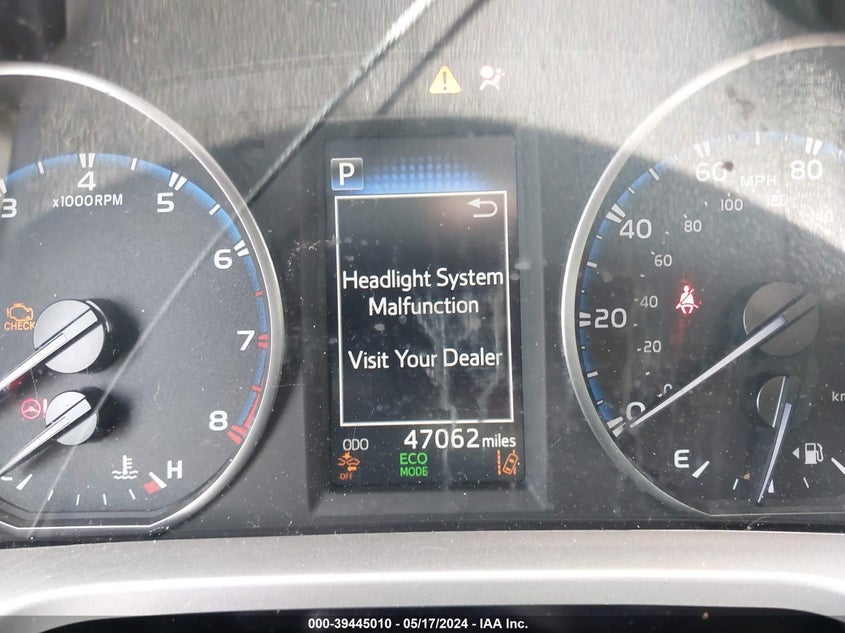 P
Headlight System
Malfunction
Visit Your Dealer
ODO 47062 miles
OFF
ECO
MODE
3 4 5 6 7 8
x1000RPM
CHECK
H
0 20 40 60 80
MPH
0 20 40 60 80 100 120 140
km
E
000-39445010 - 05/17/2024 - IAA Inc.